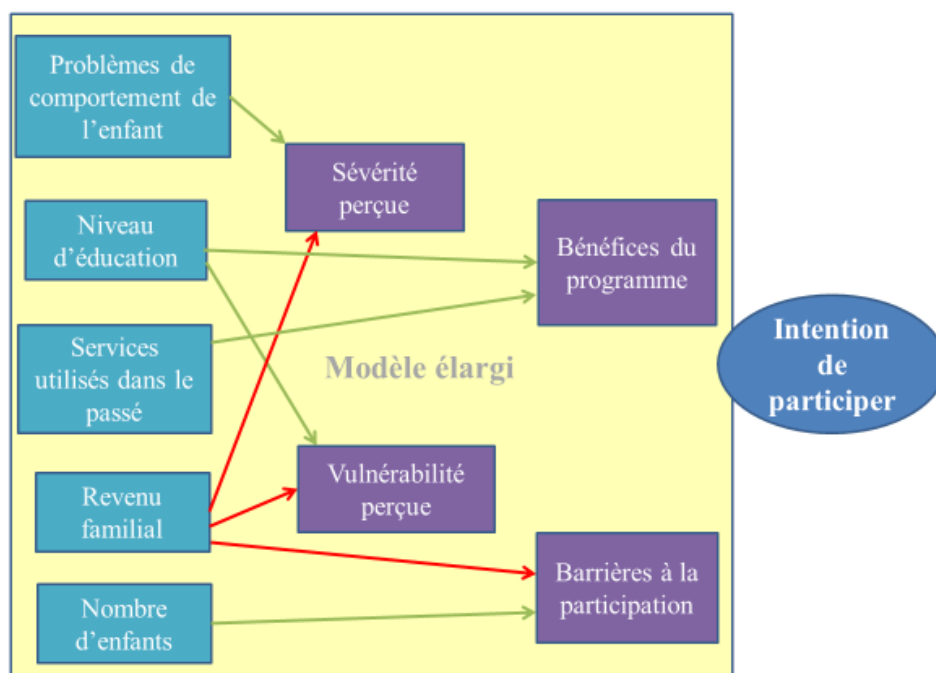 Problèmes de
comportement de
l'enfant
Sévérité
perçue
Niveau
d'éducation
Bénéfices du
programme
Services
utilisés dans le
passé
Modèle élargi
Intention
de
participer
Vulnérabilité
perçue
Revenu
familial
Barrières à la
participation
Nombre
d'enfants